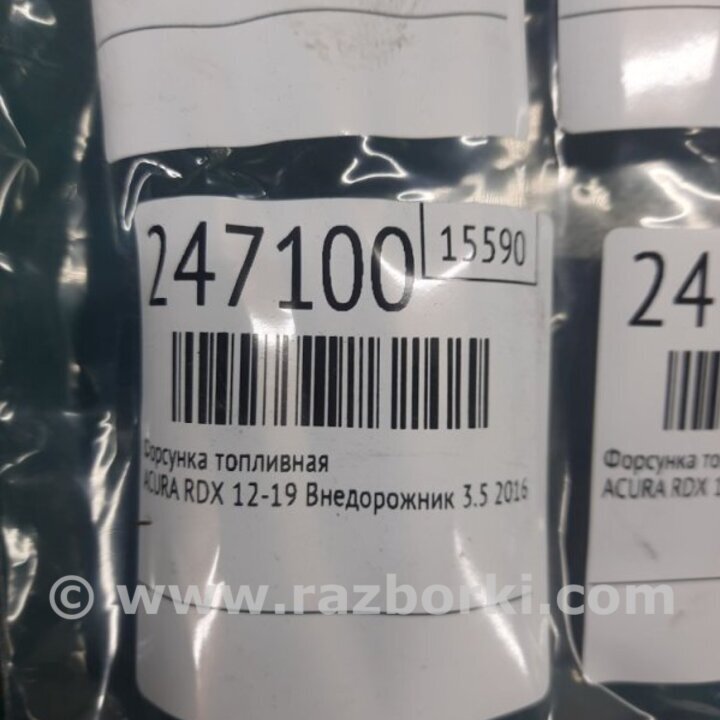 247100
15590
Форсунка топливная
ACURA RDX 12-19 Внедорожник 3.5 2016
24
Форсунка то
ACURA RDX 1
© www.razborki.com